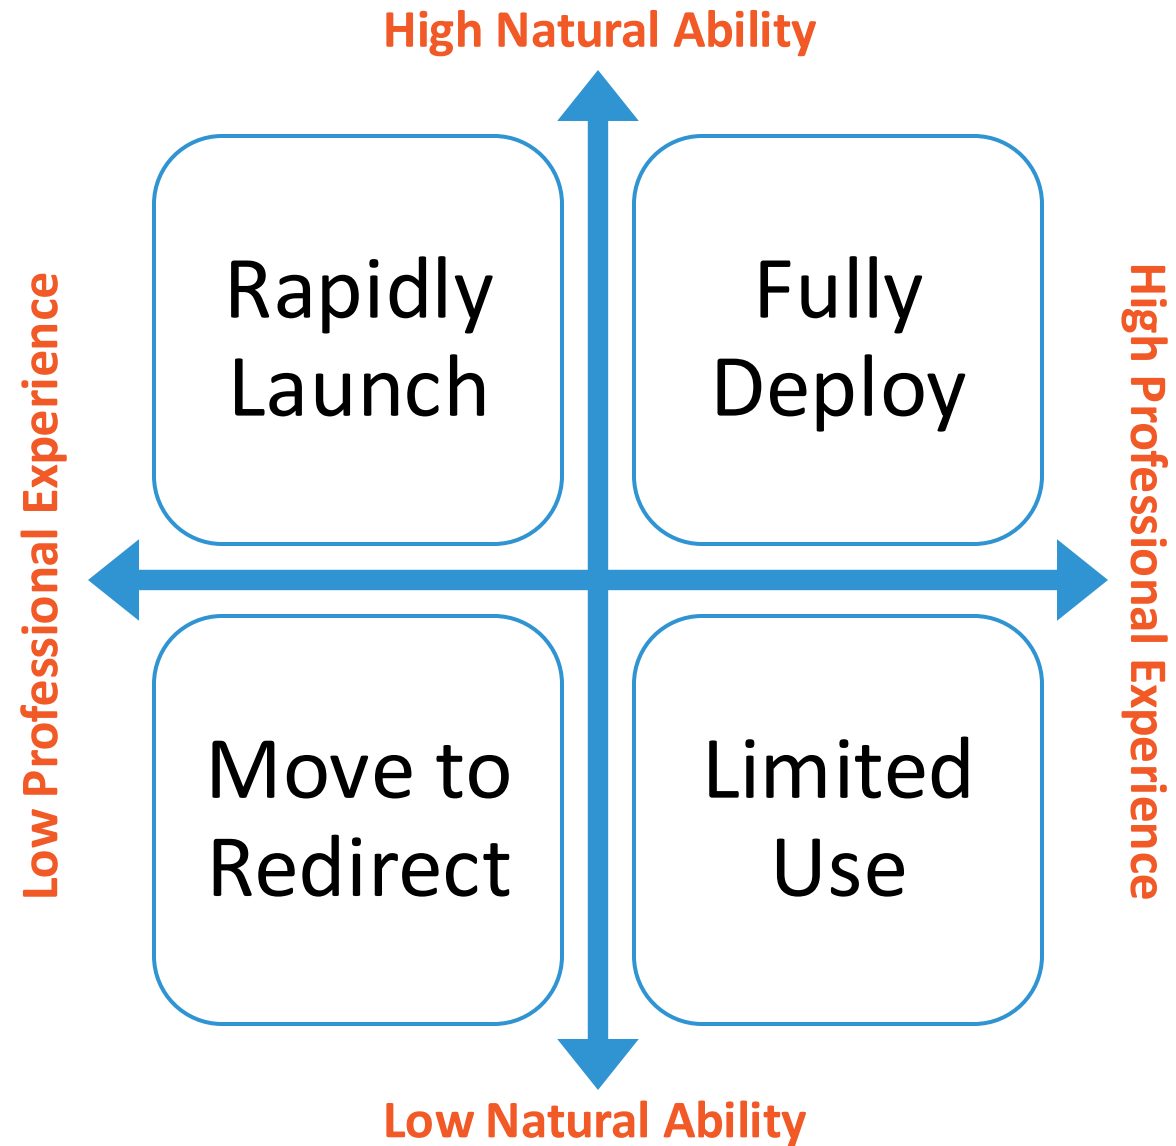 High Natural Ability
Low Professional Experience
Rapidly
Launch
Fully
Deploy
High Professional Experience
Move to
Redirect
Limited
Use
Low Natural Ability